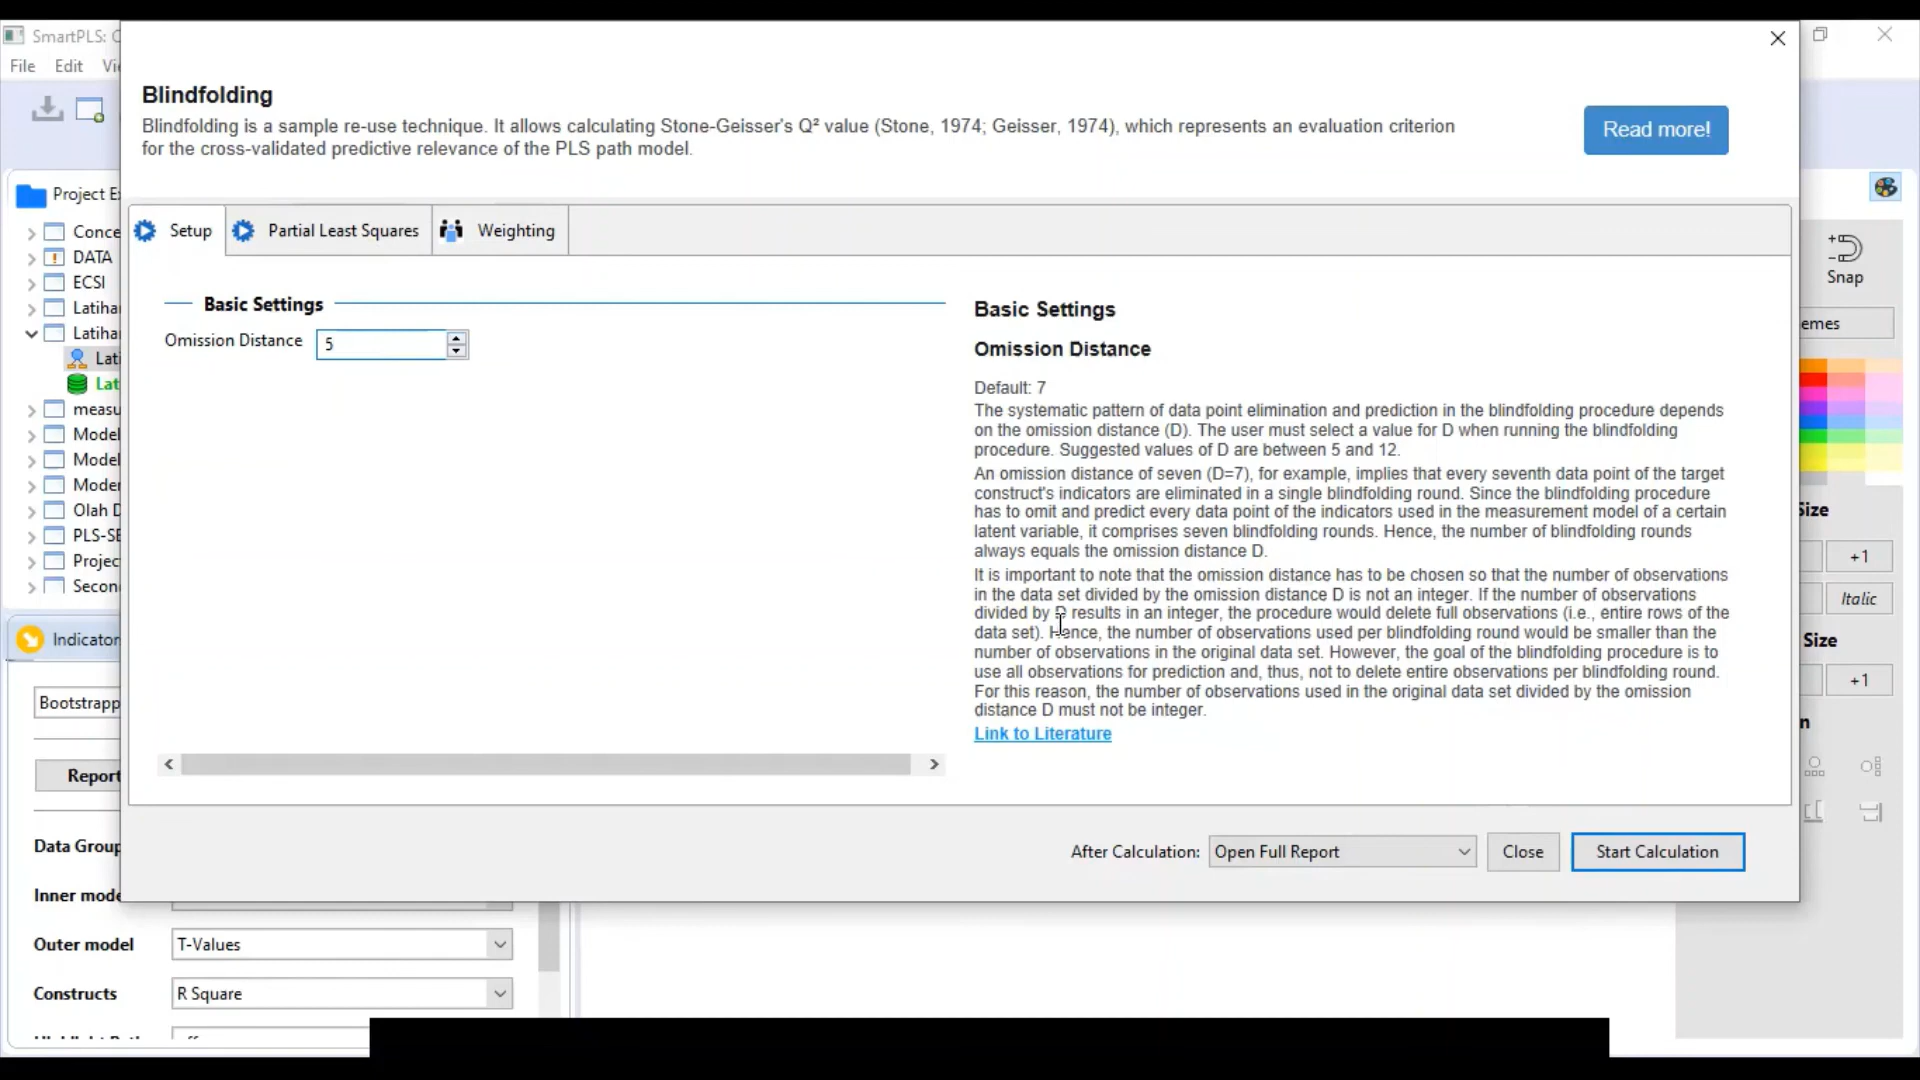 SmartPLS: C
File Edit Vi
Blindfolding
Blindfolding is a sample re-use technique. It allows calculating Stone-Geisser's Q² value (Stone, 1974; Geisser, 1974), which represents an evaluation criterion
for the cross-validated predictive relevance of the PLS path model.
Read more!
Project Ex
Conce
DATA
ECSI
Latihan
Latihan
Lati
Lat
measu
Model
Model
Moder
Olah D
PLS-SE
Project
Second
Setup
Partial Least Squares
Weighting
Basic Settings
Omission Distance 5
Basic Settings
Omission Distance
Default: 7
The systematic pattern of data point elimination and prediction in the blindfolding procedure depends
on the omission distance (D). The user must select a value for D when running the blindfolding
procedure. Suggested values of D are between 5 and 12.
An omission distance of seven (D=7), for example, implies that every seventh data point of the target
construct's indicators are eliminated in a single blindfolding round. Since the blindfolding procedure
has to omit and predict every data point of the indicators used in the measurement model of a certain
latent variable, it comprises seven blindfolding rounds. Hence, the number of blindfolding rounds
always equals the omission distance D.
It is important to note that the omission distance has to be chosen so that the number of observations
in the data set divided by the omission distance D is not an integer. If the number of observations
divided by D results in an integer, the procedure would delete full observations (i.e., entire rows of the
data set). Hence, the number of observations used per blindfolding round would be smaller than the
number of observations in the original data set. However, the goal of the blindfolding procedure is to
use all observations for prediction and, thus, not to delete entire observations per blindfolding round.
For this reason, the number of observations used in the original data set divided by the omission
distance D must not be integer.
Link to Literature
After Calculation: Open Full Report
Close
Start Calculation
Snap
emes
Size
+1
Italic
Size
+1
n
Indicator
Bootstrapp
Report
Data Group
Inner mode
Outer model T-Values
Constructs R Square